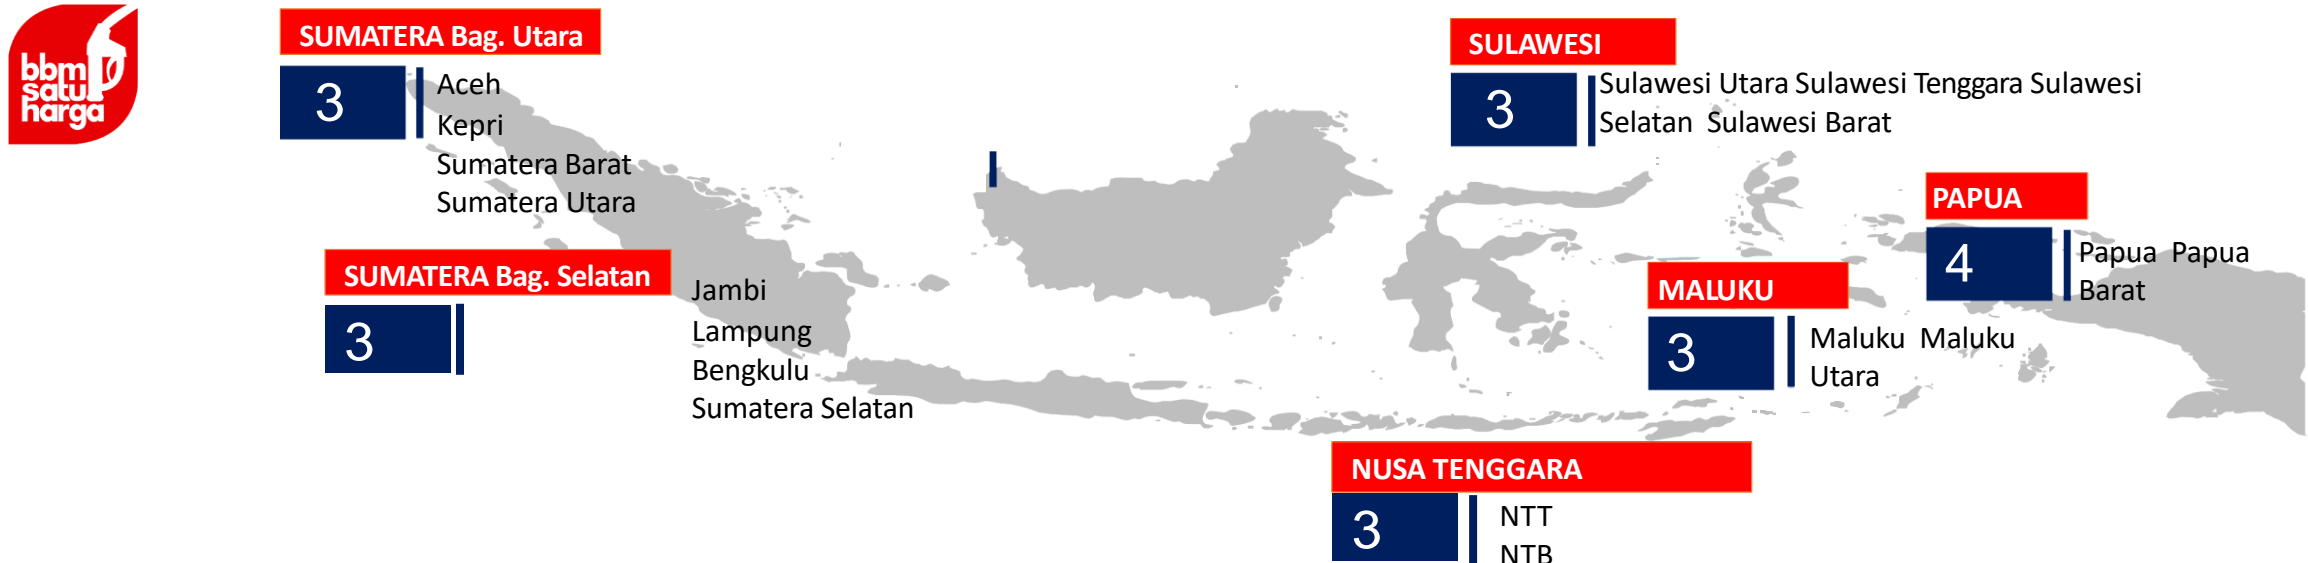 bbm
satu
harga
SUMATERA Bag. Utara
3
Aceh
Kepri
Sumatera Barat
Sumatera Utara
SUMATERA Bag. Selatan
3
Jambi
Lampung
Bengkulu
Sumatera Selatan
SULAWESI
3
Sulawesi Utara Sulawesi Tenggara Sulawesi
Selatan Sulawesi Barat
PAPUA
4
Papua Papua
Barat
MALUKU
3
Maluku Maluku
Utara
NUSA TENGGARA
3
NTT
NTB